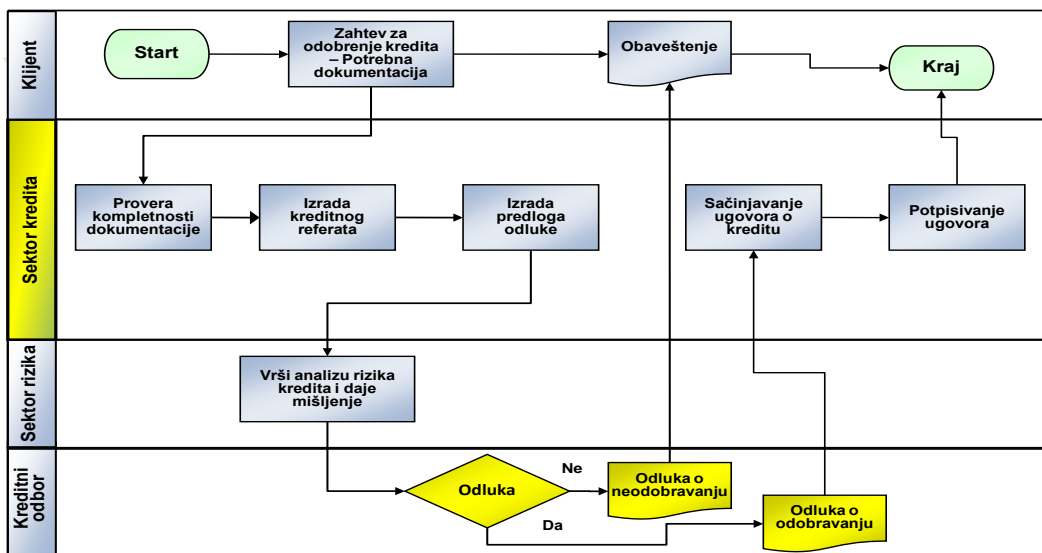 Klijent
Start
Zahtev za
odobrenje kredita
– Potrebna
dokumentacija
Obaveštenje
Kraj
Sektor kredita
Provera
kompletnosti
dokumentacije
Izrada
kreditnog
referata
Izrada
predloga
odluke
Sačinjavanje
ugovora o
kreditu
Potpisivanje
ugovora
Sektor rizika
Vrši analizu rizika
kredita i daje
mišljenje
Kreditni
odbor
Odluka
Ne
Da
Odluka o
neodobravanju
Odluka o
odobravanju